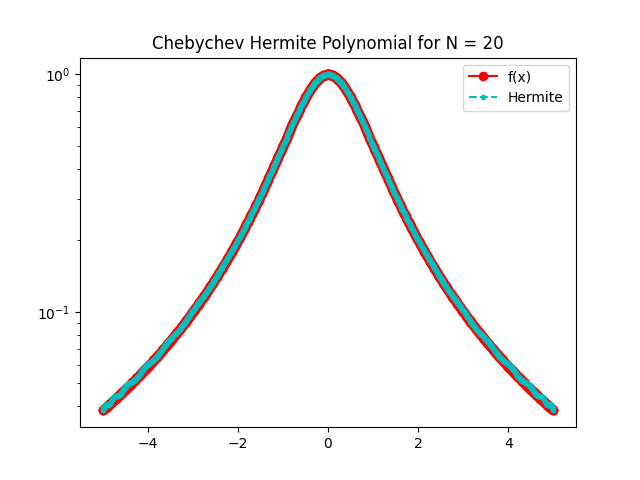 Chebychev Hermite Polynomial for N = 20
10⁰
10⁻¹
f(x)
Hermite
−4 −2 0 2 4